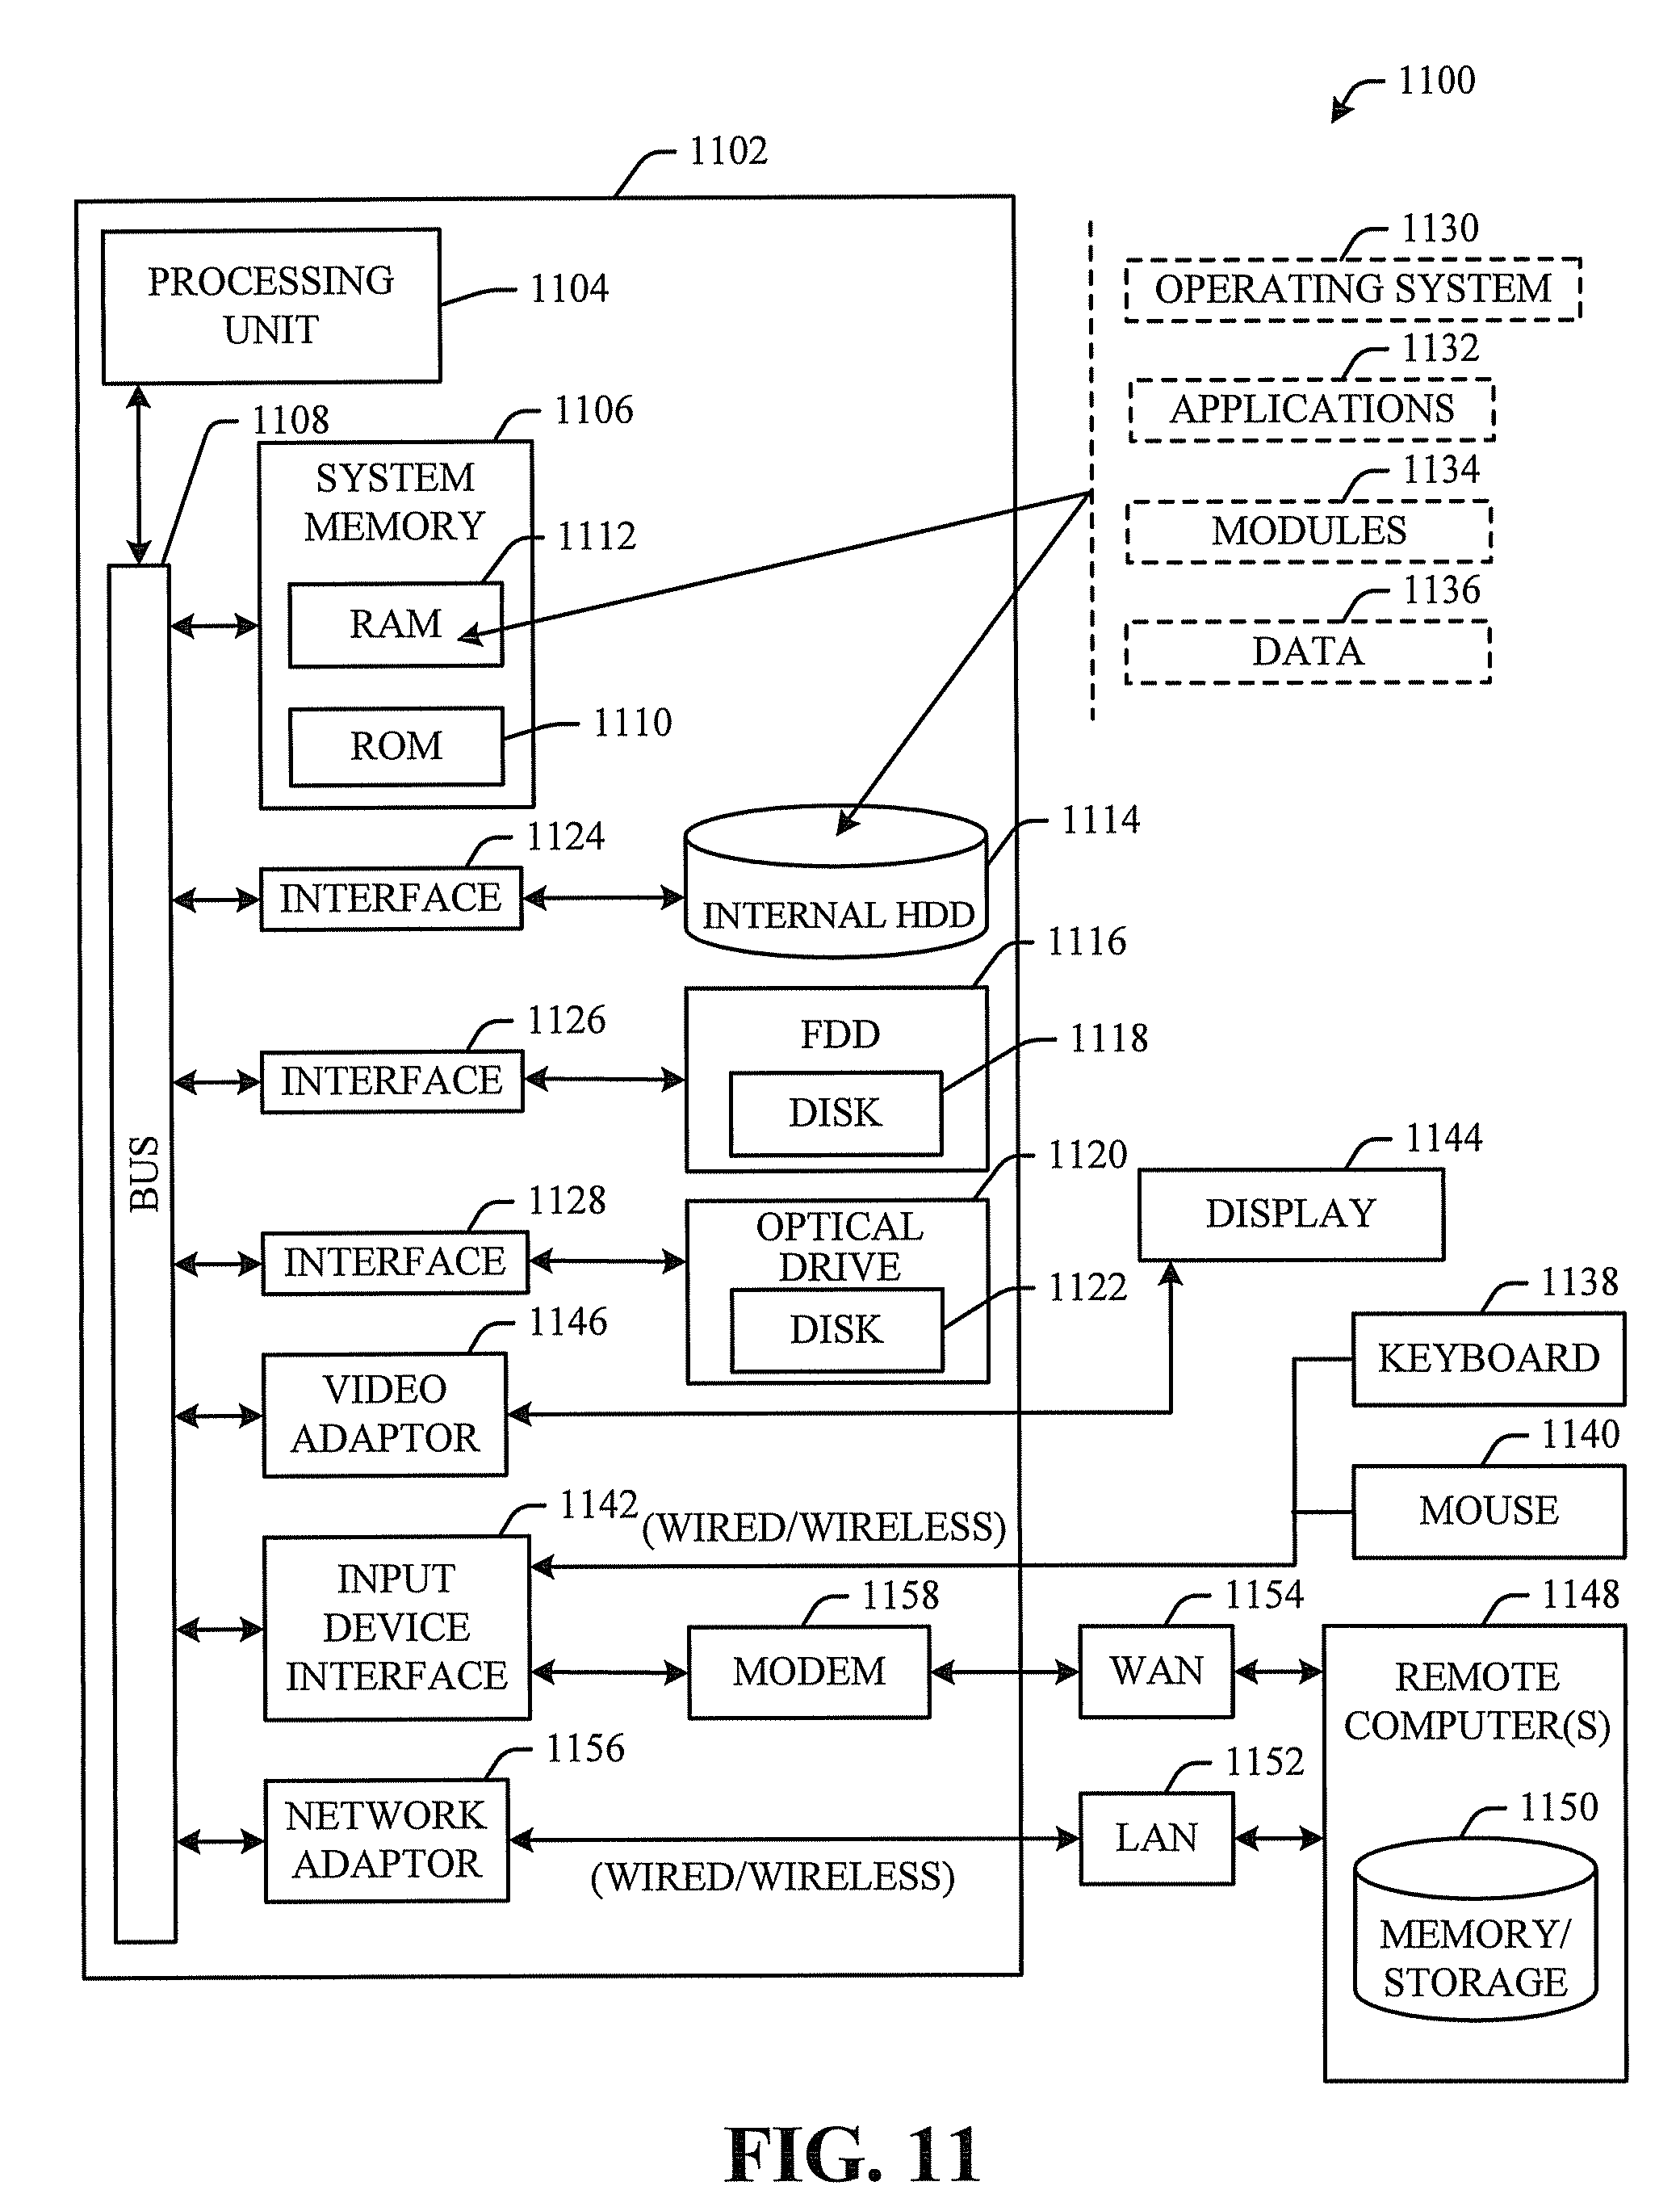 1100
1102
PROCESSING
UNIT
1104
1130
OPERATING SYSTEM
1132
APPLICATIONS
1134
MODULES
1136
DATA
1108
1106
SYSTEM
MEMORY
1112
RAM
1110
ROM
BUS
1124
INTERFACE
1114
INTERNAL HDD
1126
INTERFACE
1116
FDD
1118
DISK
1128
INTERFACE
1120
OPTICAL
DRIVE
1122
DISK
1144
DISPLAY
1146
VIDEO
ADAPTOR
1138
KEYBOARD
1140
MOUSE
1142
(WIRED/WIRELESS)
INPUT
DEVICE
INTERFACE
1158
MODEM
1154
WAN
1148
REMOTE
COMPUTER(S)
1156
NETWORK
ADAPTOR
(WIRED/WIRELESS)
1152
LAN
1150
MEMORY/
STORAGE
FIG. 11